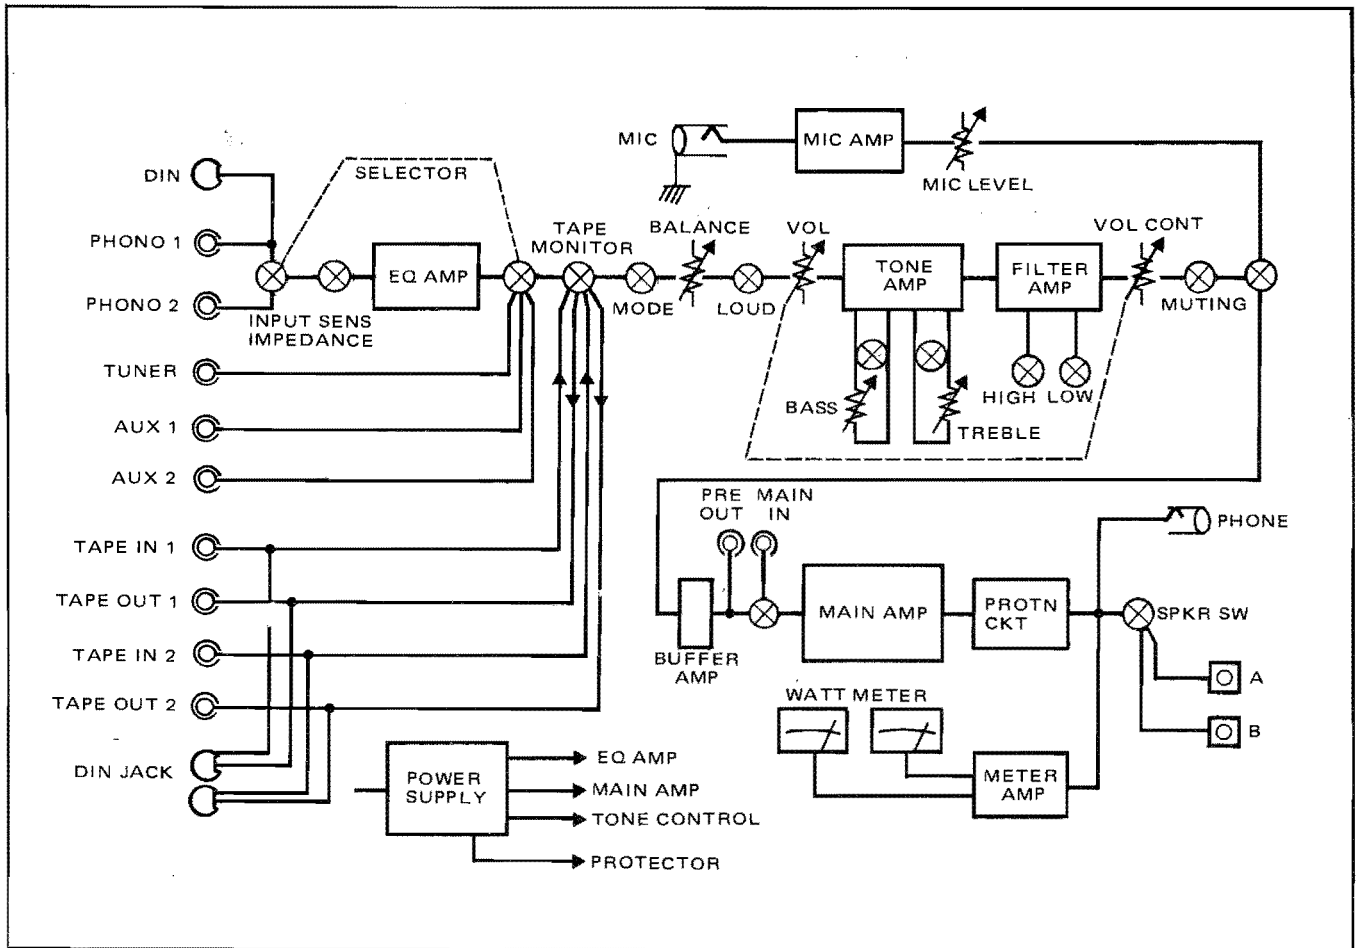 MIC
MIC AMP
MIC LEVEL
DIN
SELECTOR
PHONO 1
TAPE
MONITOR
BALANCE
VOL
VOL CONT
EQ AMP
TONE
AMP
FILTER
AMP
PHONO 2
INPUT SENS
IMPEDANCE
MODE
LOUD
MUTING
TUNER
BASS
TREBLE
HIGH
LOW
AUX 1
AUX 2
PRE
OUT
MAIN
IN
PHONE
TAPE IN 1
TAPE OUT 1
MAIN AMP
PROTN
CKT
SPKR SW
TAPE IN 2
BUFFER
AMP
A
TAPE OUT 2
WATT METER
B
DIN JACK
POWER
SUPPLY
EQ AMP
MAIN AMP
TONE CONTROL
PROTECTOR
METER
AMP